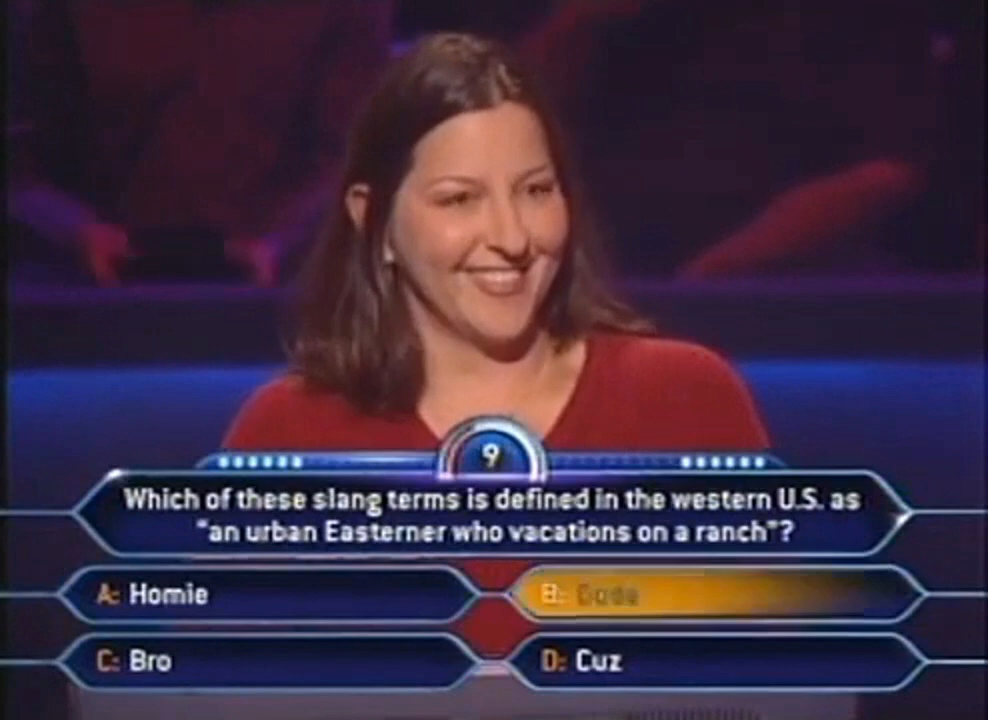 9
Which of these slang terms is defined in the western U.S. as
"an urban Easterner who vacations on a ranch"?
A: Homie
B: Dude
C: Bro
D: Cuz